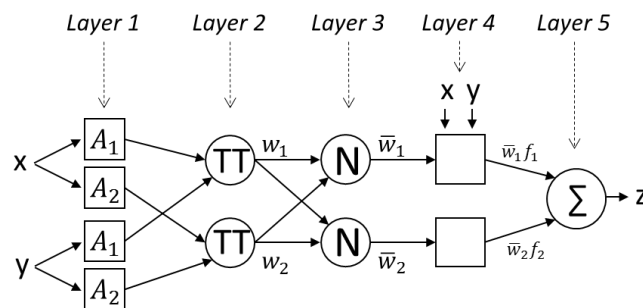 Layer 1 Layer 2 Layer 3 Layer 4 Layer 5
x y
A₁ w₁ w̅₁
x TT N w̅₁f₁
A₂
Σ z
A₁
y TT N w̅₂f₂
A₂ w₂ w̅₂